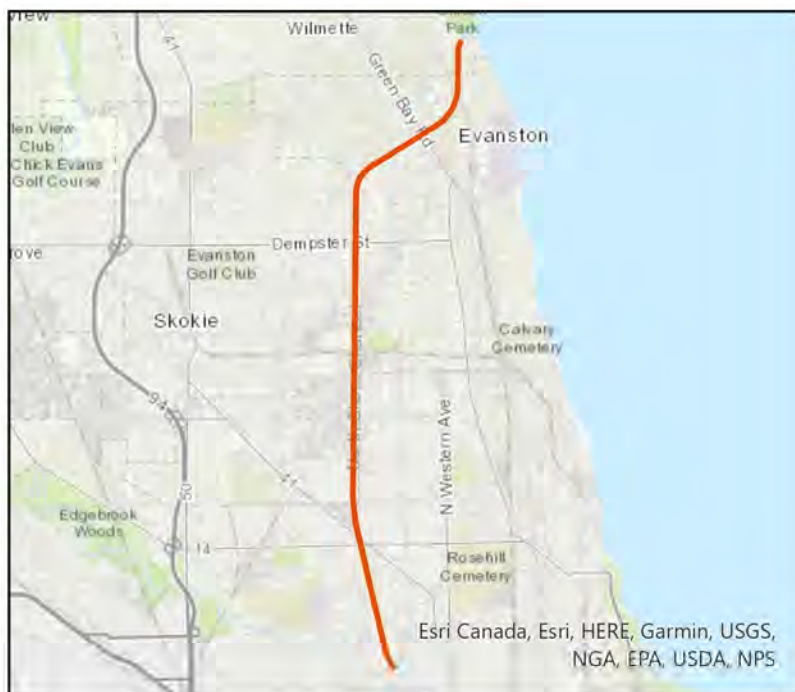 view
41
Wilmette
Park
Green Bay Rd
len View
Club
Chick Evans
Golf Course
Evanston
rove
Dempster St
Evanston
Golf Club
Skokie
Calvary
Cemetery
94
N Western Ave
41
50
Edgebrook
Woods
14
Rosehill
Cemetery
Esri Canada, Esri, HERE, Garmin, USGS,
NGA, EPA, USDA, NPS